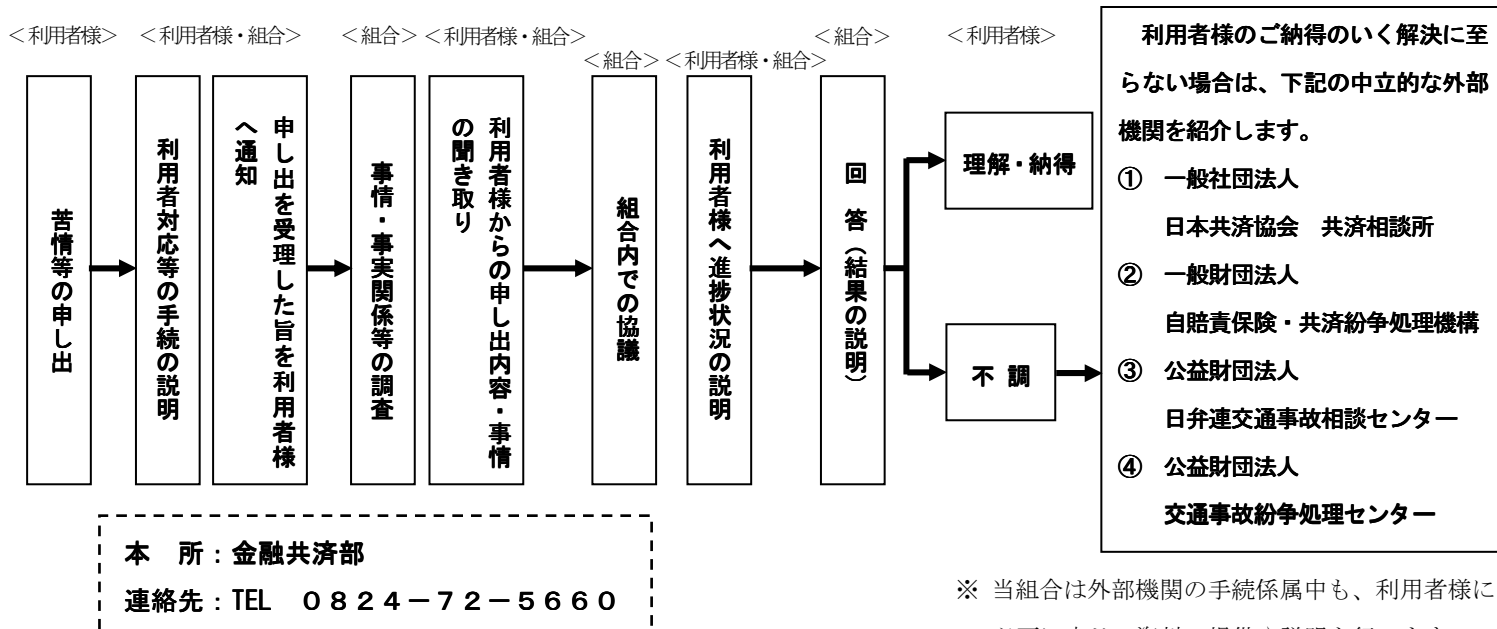 ＜利用者様＞
＜利用者様・組合＞
＜組合＞
＜利用者様・組合＞
＜組合＞
＜利用者様・組合＞
＜組合＞
＜利用者様＞
苦情等の申し出
利用者対応等の手続の説明
申し出を受理した旨を利用者様
へ通知
事情・事実関係等の調査
利用者様からの申し出内容・事情
の聞き取り
組合内での協議
利用者様へ進捗状況の説明
回　答（結果の説明）
理解・納得
不 調
利用者様のご納得のいく解決に至
らない場合は、下記の中立的な外部
機関を紹介します。
①　一般社団法人
日本共済協会　共済相談所
②　一般財団法人
自賠責保険・共済紛争処理機構
③　公益財団法人
日弁連交通事故相談センター
④　公益財団法人
交通事故紛争処理センター
本　所：金融共済部
連絡先：TEL　０８２４－７２－５６６０
※ 当組合は外部機関の手続係属中も、利用者様に